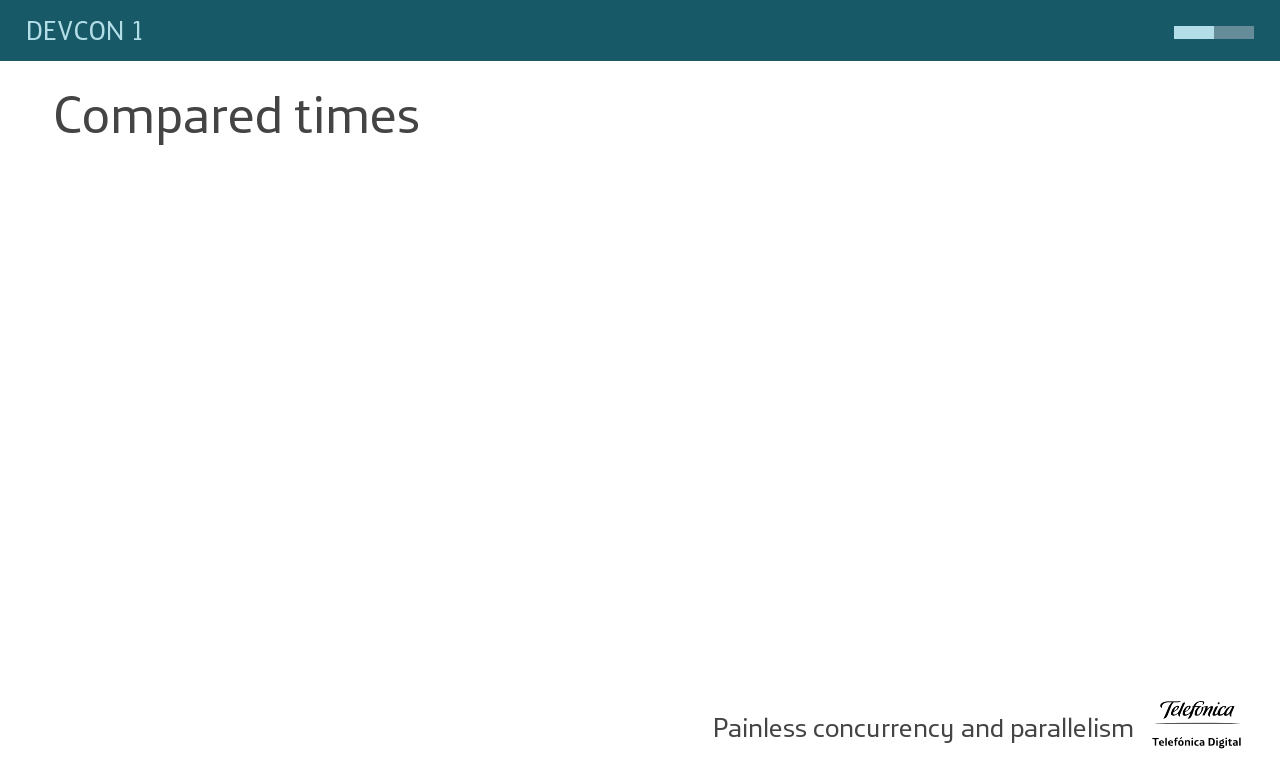 DEVCON 1
Compared times
Painless concurrency and parallelism
Telefónica
Telefónica Digital